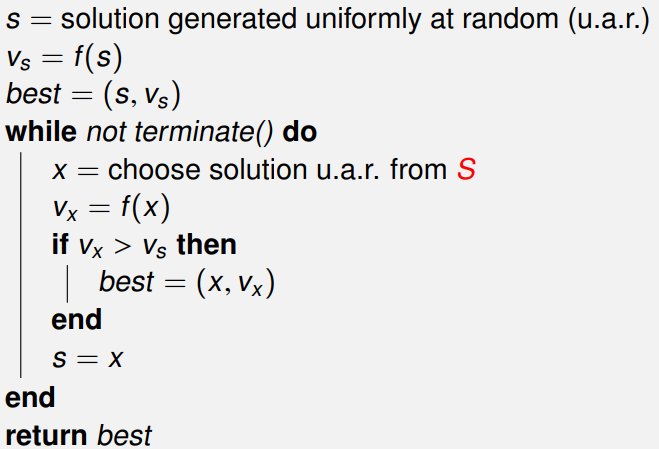 s = solution generated uniformly at random (u.a.r.)
v_s = f(s)
best = (s, v_s)
while not terminate() do
x = choose solution u.a.r. from S
v_x = f(x)
if v_x > v_s then
best = (x, v_x)
end
s = x
end
return best